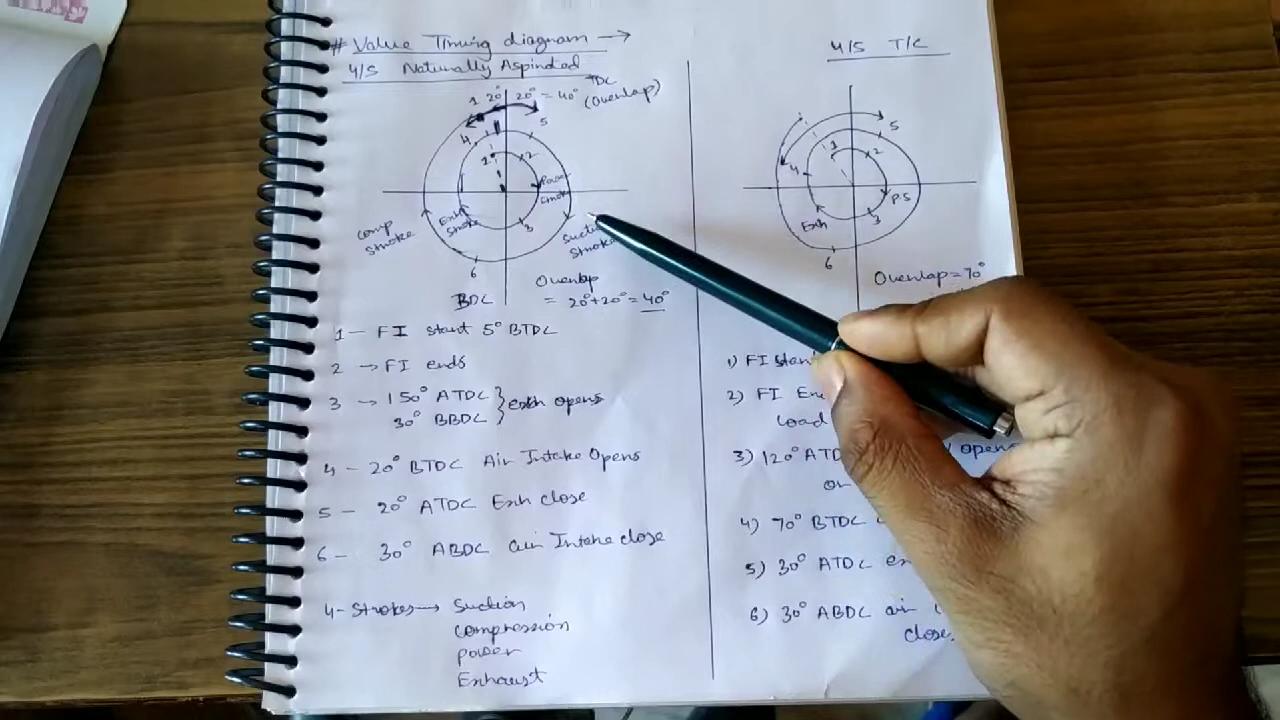 # Value Timing diagram →
4/S Naturally Aspirated
1 20° 20° = 40° TDC (Overlap)
4
5
1
2
Power Stroke
Exh Stroke
3
Comp Stroke
Suction Stroke
6
BDC
Overlap = 20°+20° = 40°
1 - FI start 5° BTDC
2 → FI ends
3 → 150° ATDC
30° BBDC } exh opens
4 - 20° BTDC Air Intake Opens
5 - 20° ATDC Exh close
6 - 30° ABDC air Intake close
4-Strokes → Suction
compression
power
Exhaust
4/S T/C
5
1
2
4
P.S
3
Exh
6
Overlap = 70°
1) FI start
2) FI
Load
3) 120° opens
or
4) 70° BTDC
5) 30° ATDC
6) 30° ABDC air
close.